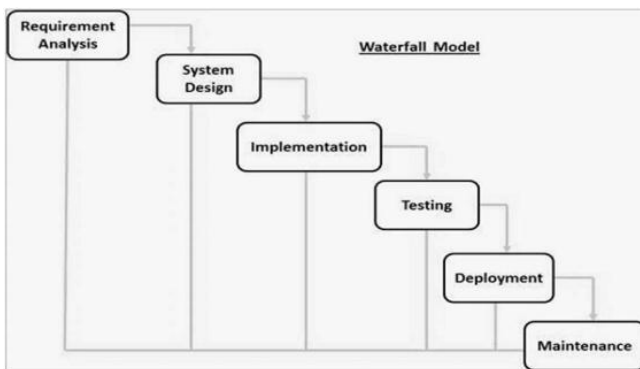 Requirement
Analysis
Waterfall Model
System
Design
Implementation
Testing
Deployment
Maintenance